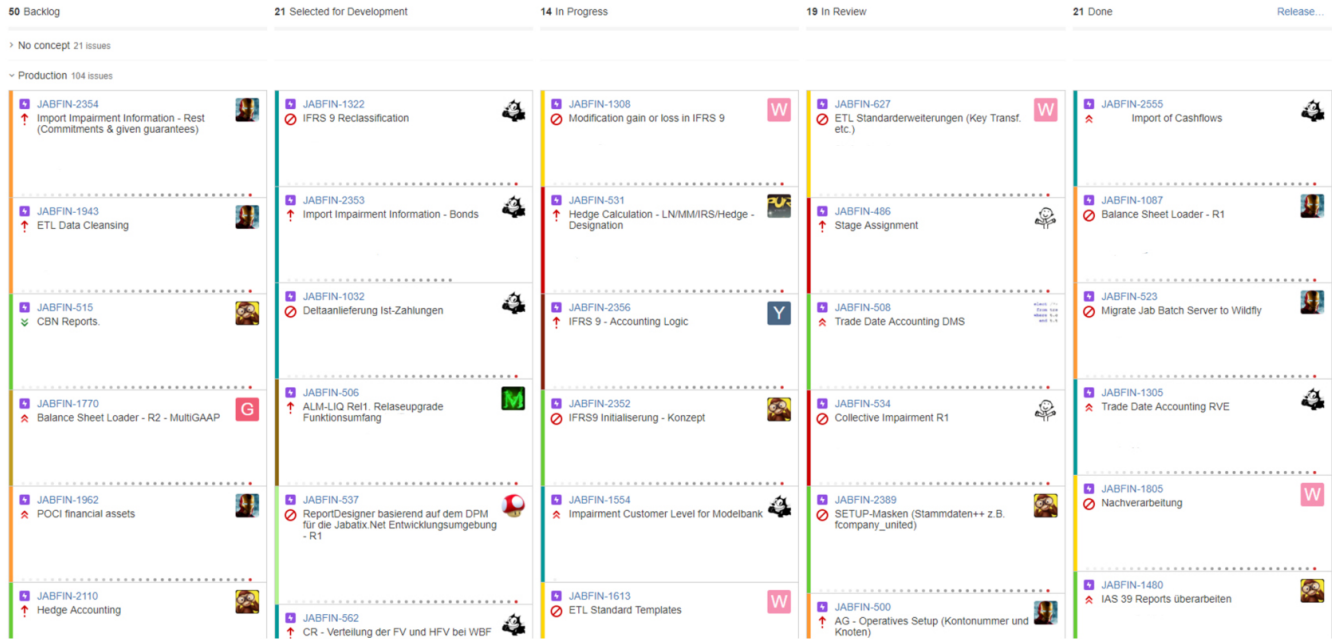 50 Backlog
21 Selected for Development
14 In Progress
19 In Review
21 Done
Release...
No concept 21 issues
Production 104 issues
JABFIN-2354
Import Impairment Information - Rest
(Commitments & given guarantees)
JABFIN-1943
ETL Data Cleansing
JABFIN-515
CBN Reports.
JABFIN-1770
Balance Sheet Loader - R2 - MultiGAAP
G
JABFIN-1962
POCI financial assets
JABFIN-2110
Hedge Accounting
JABFIN-1322
IFRS 9 Reclassification
JABFIN-2353
Import Impairment Information - Bonds
JABFIN-1032
Deltaanlieferung Ist-Zahlungen
JABFIN-506
ALM-LIQ Rel1. Relaseupgrade
Funktionsumfang
M
JABFIN-537
ReportDesigner basierend auf dem DPM
für die Jabatix.Net Entwicklungsumgebung
- R1
JABFIN-562
CR - Verteilung der FV und HFV bei WBF
JABFIN-1308
Modification gain or loss in IFRS 9
W
JABFIN-531
Hedge Calculation - LN/MM/IRS/Hedge -
Designation
JABFIN-2356
IFRS 9 - Accounting Logic
Y
JABFIN-2352
IFRS9 Initialiserung - Konzept
JABFIN-1554
Impairment Customer Level for Modelbank
JABFIN-1613
ETL Standard Templates
W
JABFIN-627
ETL Standarderweiterungen (Key Transf.
etc.)
W
JABFIN-486
Stage Assignment
JABFIN-508
Trade Date Accounting DMS
JABFIN-534
Collective Impairment R1
JABFIN-2389
SETUP-Masken (Stammdaten++ z.B.
fcompany_united)
JABFIN-500
AG - Operatives Setup (Kontonummer und
Knoten)
JABFIN-2555
Import of Cashflows
JABFIN-1087
Balance Sheet Loader - R1
JABFIN-523
Migrate Jab Batch Server to Wildfly
JABFIN-1305
Trade Date Accounting RVE
JABFIN-1805
Nachverarbeitung
W
JABFIN-1480
IAS 39 Reports überarbeiten